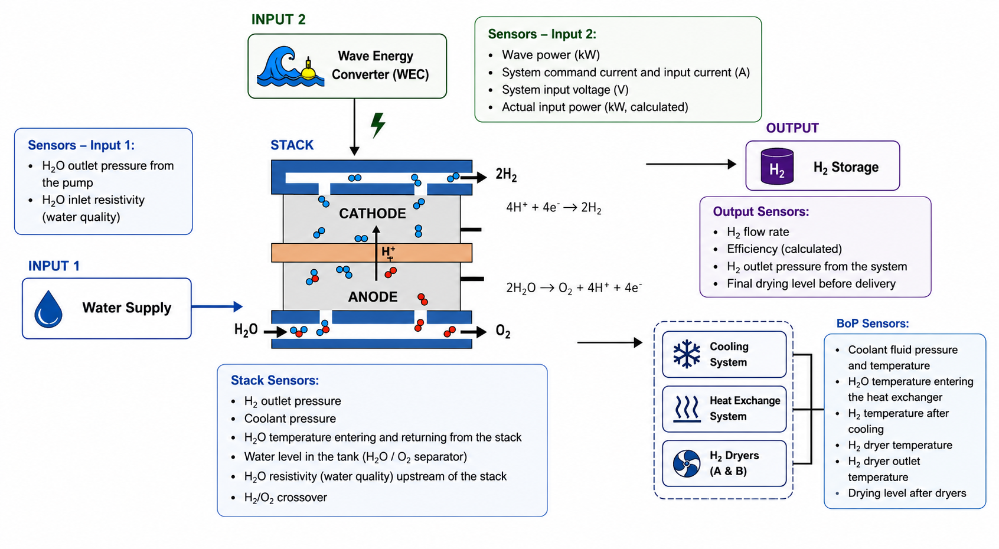 INPUT 2
Wave Energy
Converter (WEC)
Sensors – Input 2:
• Wave power (kW)
• System command current and input current (A)
• System input voltage (V)
• Actual input power (kW, calculated)
Sensors – Input 1:
• H₂O outlet pressure from
the pump
• H₂O inlet resistivity
(water quality)
INPUT 1
Water Supply
STACK
2H₂
CATHODE
4H⁺ + 4e⁻ → 2H₂
H⁺
ANODE
2H₂O → O₂ + 4H⁺ + 4e⁻
H₂O
O₂
OUTPUT
H₂
H₂ Storage
Output Sensors:
• H₂ flow rate
• Efficiency (calculated)
• H₂ outlet pressure from the system
• Final drying level before delivery
Stack Sensors:
• H₂ outlet pressure
• Coolant pressure
• H₂O temperature entering and returning from the stack
• Water level in the tank (H₂O / O₂ separator)
• H₂O resistivity (water quality) upstream of the stack
• H₂/O₂ crossover
Cooling
System
Heat Exchange
System
H₂ Dryers
(A & B)
BoP Sensors:
• Coolant fluid pressure
and temperature
• H₂O temperature entering
the heat exchanger
• H₂ temperature after
cooling
• H₂ dryer temperature
• H₂ dryer outlet
temperature
• Drying level after dryers